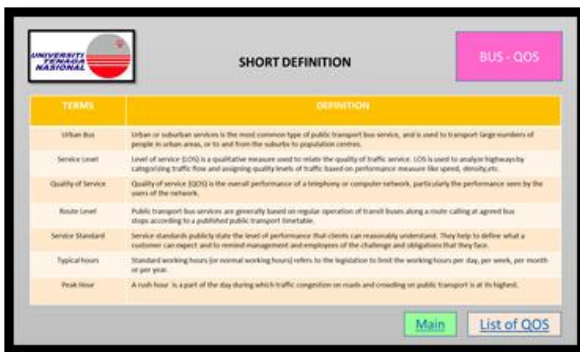 UNIVERSITI
TENAGA
NASIONAL
SHORT DEFINITION
BUS - QOS
TERMS
DEFINITION
Urban Bus
Urban or suburban services is the most common type of public transport bus service, and is used to transport large numbers of
people in urban areas, or to and from the suburbs to population centres.
Service Level
Level of service (LOS) is a qualitative measure used to relate the quality of traffic service. LOS is used to analyze highways by
categorizing traffic flow and assigning quality levels of traffic based on performance measure like speed, density,etc.
Quality of Service
Quality of service (QOS) is the overall performance of a telephony or computer network, particularly the performance seen by the
users of the network.
Route Level
Public transport bus services are generally based on regular operation of transit buses along a route calling at agreed bus
stops according to a published public transport timetable.
Service Standard
Service standards publicly state the level of performance that clients can reasonably understand. They help to define what a
customer can expect and to remind management and employees of the challenge and obligations that they face.
Typical hours
Standard working hours (or normal working hours) refers to the legislation to limit the working hours per day, per week, per month
or per year.
Peak Hour
A rush hour is a part of the day during which traffic congestion on roads and crowding on public transport is at its highest.
Main
List of QOS